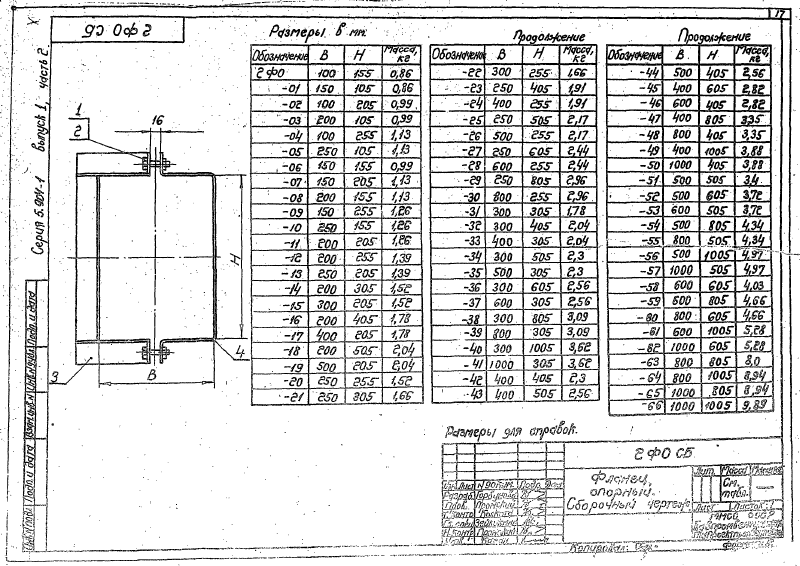 17
2ФО СБ
Серия 5.904-1 выпуск 1, часть 2
Размеры в мм
Обозначение В Н Масса, кг
2ФО 100 155 0,86
-01 150 105 0,86
-02 100 205 0,99
-03 200 105 0,99
-04 100 255 1,13
-05 250 105 1,13
-06 150 155 0,99
-07 150 205 1,13
-08 200 155 1,13
-09 150 255 1,26
-10 250 155 1,26
-11 200 205 1,26
-12 200 255 1,39
-13 250 205 1,39
-14 200 305 1,52
-15 300 205 1,52
-16 200 405 1,78
-17 400 205 1,78
-18 200 505 2,04
-19 500 205 2,04
-20 250 255 1,52
-21 250 305 1,66
Продолжение
Обозначение В Н Масса, кг
-22 300 255 1,66
-23 250 405 1,91
-24 400 255 1,91
-25 250 505 2,17
-26 500 255 2,17
-27 250 605 2,44
-28 600 255 2,44
-29 250 805 2,96
-30 800 255 2,96
-31 300 305 1,78
-32 300 405 2,04
-33 400 305 2,04
-34 300 505 2,3
-35 500 305 2,3
-36 300 605 2,56
-37 600 305 2,56
-38 300 805 3,09
-39 800 305 3,09
-40 300 1005 3,62
-41 1000 305 3,62
-42 400 405 2,3
-43 400 505 2,56
Продолжение
Обозначение В Н Масса, кг
-44 500 405 2,56
-45 400 605 2,82
-46 600 405 2,82
-47 400 805 3,35
-48 800 405 3,35
-49 400 1005 3,88
-50 1000 405 3,88
-51 500 505 3,4
-52 500 605 3,72
-53 600 505 3,72
-54 500 805 4,34
-55 800 505 4,34
-56 500 1005 4,97
-57 1000 505 4,97
-58 600 605 4,03
-59 600 805 4,66
-60 800 605 4,66
-61 600 1005 5,28
-62 1000 605 5,28
-63 800 805 8,0
-64 800 1005 8,94
-65 1000 805 8,94
-66 1000 1005 9,89
1
2
16
Н
3
В
4
Размеры для справок.
2ФО СБ
Фланец опорный.
Сборочный чертеж
Лит. Масса Масштаб
См. табл.
Лист Листов 1
Копировал: